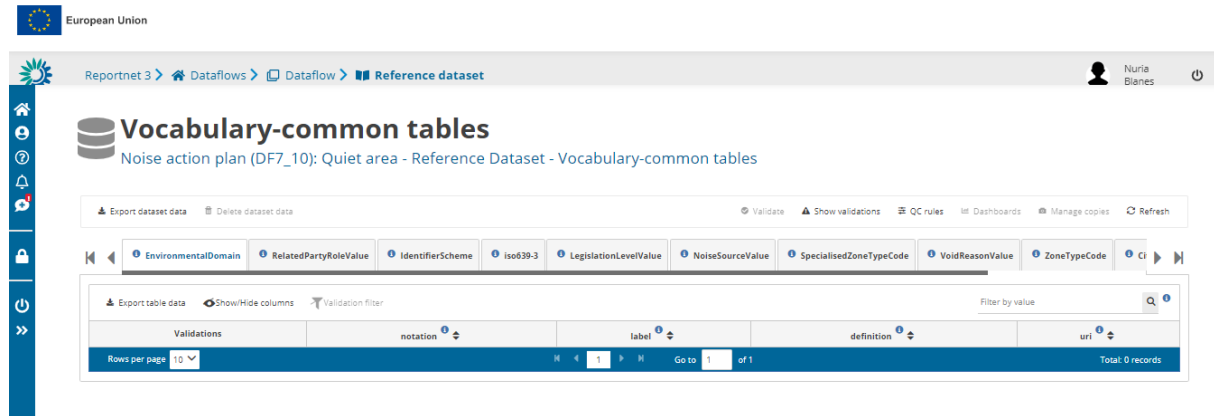 European Union
Reportnet 3 Dataflows Dataflow Reference dataset
Nuria
Blanes
Vocabulary-common tables
Noise action plan (DF7_10): Quiet area - Reference Dataset - Vocabulary-common tables
Export dataset data Delete dataset data Validate Show validations QC rules Dashboards Manage copies Refresh
EnvironmentalDomain RelatedPartyRoleValue IdentifierScheme iso639-3 LegislationLevelValue NoiseSourceValue SpecialisedZoneTypeCode VoidReasonValue ZoneTypeCode Ci
Export table data Show/Hide columns Validation filter Filter by value
Validations notation label definition uri
Rows per page 10 1 Go to 1 of 1 Total: 0 records